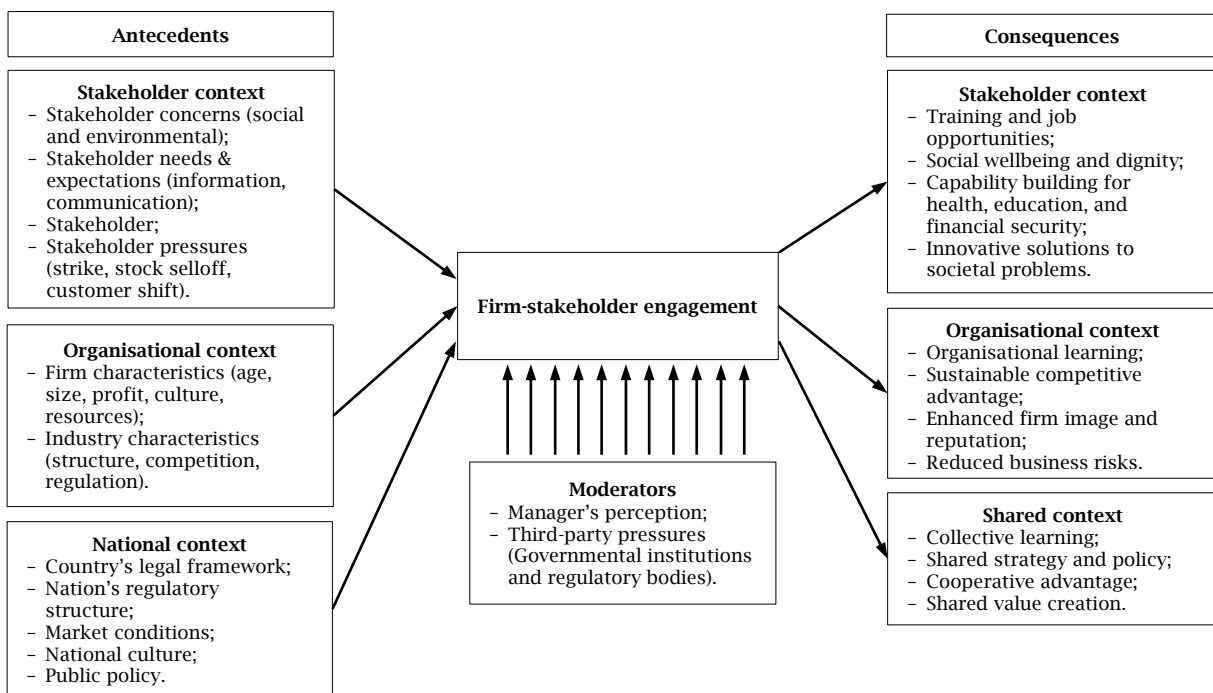 Antecedents
Stakeholder context
– Stakeholder concerns (social
and environmental);
– Stakeholder needs &
expectations (information,
communication);
– Stakeholder;
– Stakeholder pressures
(strike, stock selloff,
customer shift).
Organisational context
– Firm characteristics (age,
size, profit, culture,
resources);
– Industry characteristics
(structure, competition,
regulation).
National context
– Country's legal framework;
– Nation's regulatory
structure;
– Market conditions;
– National culture;
– Public policy.
Firm-stakeholder engagement
Moderators
– Manager's perception;
– Third-party pressures
(Governmental institutions
and regulatory bodies).
Consequences
Stakeholder context
– Training and job
opportunities;
– Social wellbeing and dignity;
– Capability building for
health, education, and
financial security;
– Innovative solutions to
societal problems.
Organisational context
– Organisational learning;
– Sustainable competitive
advantage;
– Enhanced firm image and
reputation;
– Reduced business risks.
Shared context
– Collective learning;
– Shared strategy and policy;
– Cooperative advantage;
– Shared value creation.